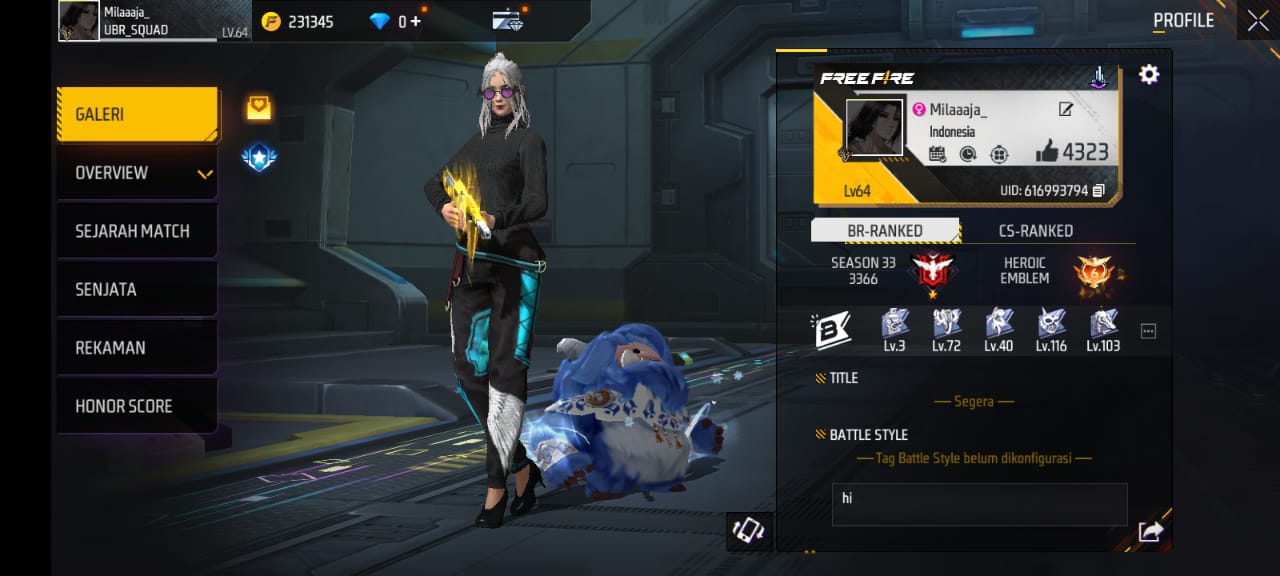 Milaaaja_
UBR_SQUAD
LV.64
231345
0+
PROFILE
GALERI
OVERVIEW
SEJARAH MATCH
SENJATA
REKAMAN
HONOR SCORE
FREE FIRE
Milaaaja_
Indonesia
4323
Lv64
UID: 616993794
BR-RANKED
CS-RANKED
SEASON 33
3366
HEROIC
EMBLEM
6
B
Lv.3
Lv.72
Lv.40
Lv.116
Lv.103
TITLE
— Segera —
BATTLE STYLE
— Tag Battle Style belum dikonfigurasi —
hi